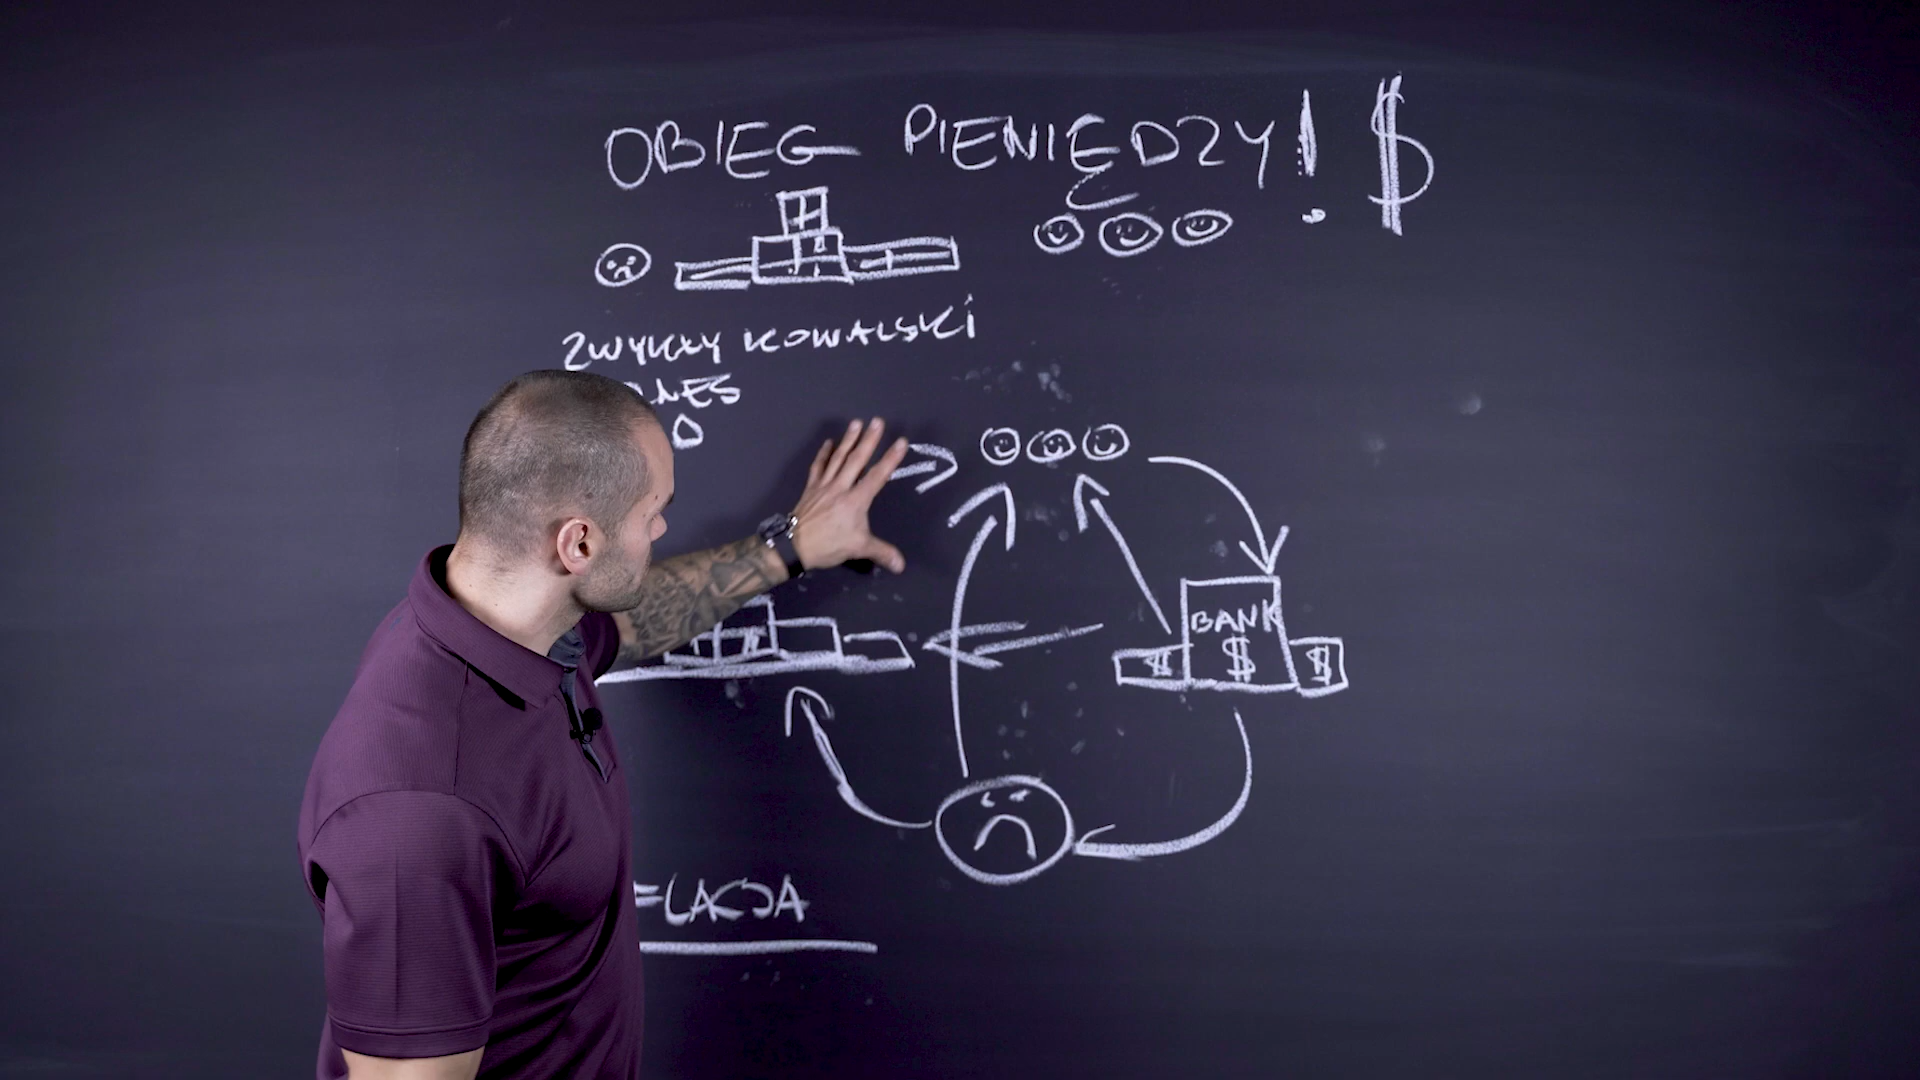 OBIEG PIENIĘDZY! $
ZWYKŁY KOWALSKI
BANK
$ $ $